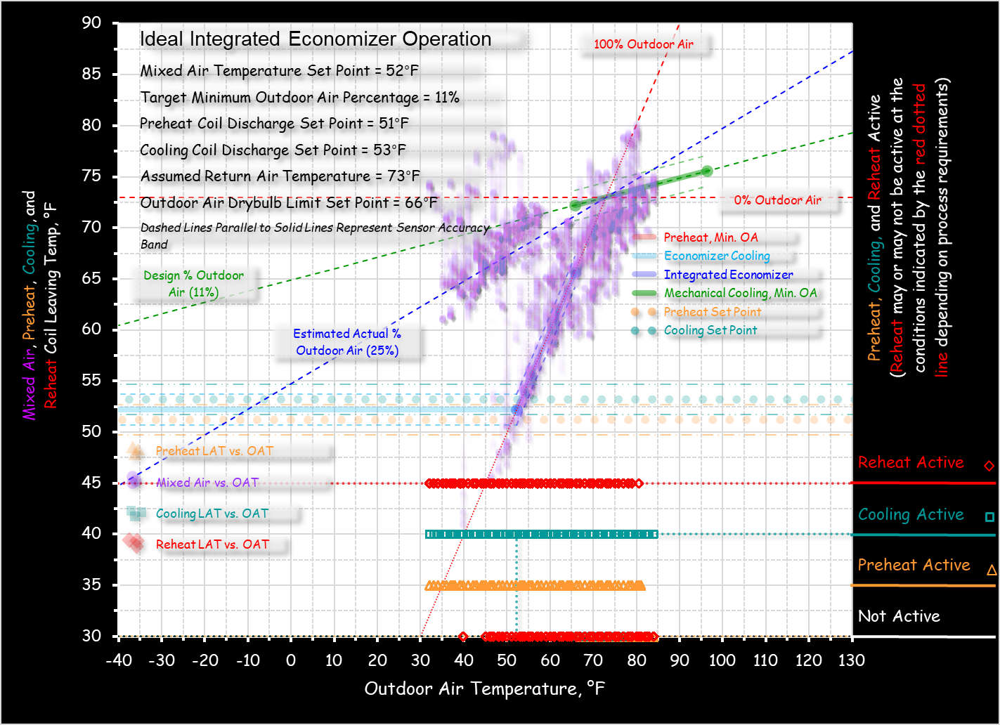 Ideal Integrated Economizer Operation
Mixed Air Temperature Set Point = 52°F
Target Minimum Outdoor Air Percentage = 11%
Preheat Coil Discharge Set Point = 51°F
Cooling Coil Discharge Set Point = 53°F
Assumed Return Air Temperature = 73°F
Outdoor Air Drybulb Limit Set Point = 66°F
Dashed Lines Parallel to Solid Lines Represent Sensor Accuracy
Band
100% Outdoor Air
0% Outdoor Air
Design % Outdoor
Air (11%)
Estimated Actual %
Outdoor Air (25%)
Preheat, Min. OA
Economizer Cooling
Integrated Economizer
Mechanical Cooling, Min. OA
Preheat Set Point
Cooling Set Point
Preheat LAT vs. OAT
Mixed Air vs. OAT
Cooling LAT vs. OAT
Reheat LAT vs. OAT
90
85
80
75
70
65
60
55
50
45
40
35
30
-40 -30 -20 -10 0 10 20 30 40 50 60 70 80 90 100 110 120 130
Outdoor Air Temperature, °F
Mixed Air, Preheat, Cooling, and
Reheat Coil Leaving Temp, °F
Preheat, Cooling, and Reheat Active
(Reheat may or may not be active at the
conditions indicated by the red dotted
line depending on process requirements)
Reheat Active
Cooling Active
Preheat Active
Not Active